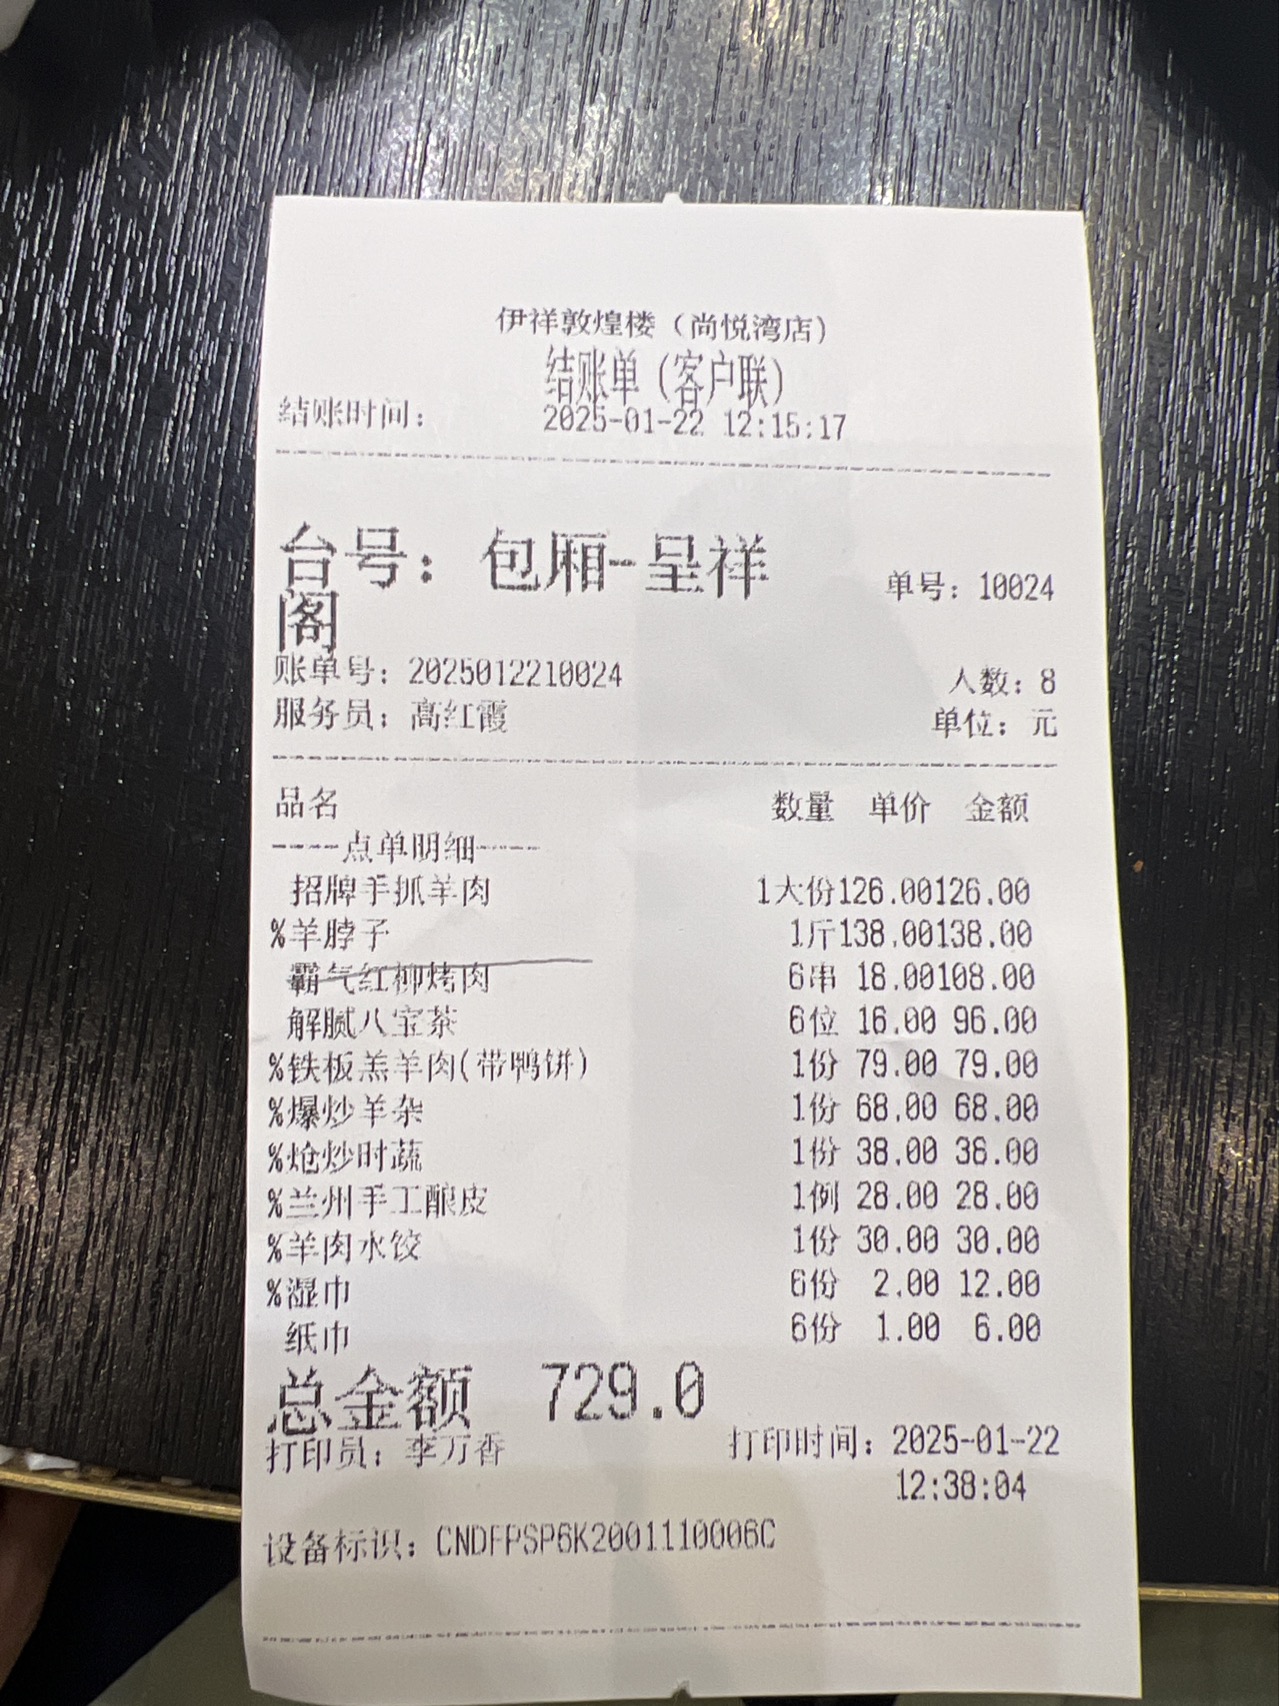 伊祥敦煌楼（尚悦湾店）
结账单（客户联）
结账时间： 2025-01-22 12:15:17
台号：包厢-呈祥阁 单号：10024
账单号：2025012210024 人数：8
服务员：高红霞 单位：元
品名 数量 单价 金额
----点单明细----
招牌手抓羊肉 1大份126.00126.00
%羊脖子 1斤138.00138.00
霸气红柳烤肉 6串 18.00108.00
解腻八宝茶 6位 16.00 96.00
%铁板羔羊肉(带鸭饼) 1份 79.00 79.00
%爆炒羊杂 1份 68.00 68.00
%炝炒时蔬 1份 38.00 38.00
%兰州手工酿皮 1例 28.00 28.00
%羊肉水饺 1份 30.00 30.00
%湿巾 6份 2.00 12.00
纸巾 6份 1.00 6.00
总金额 729.0
打印员：李万香 打印时间：2025-01-22
12:38:04
设备标识：CNDFPSP6K2001110006C